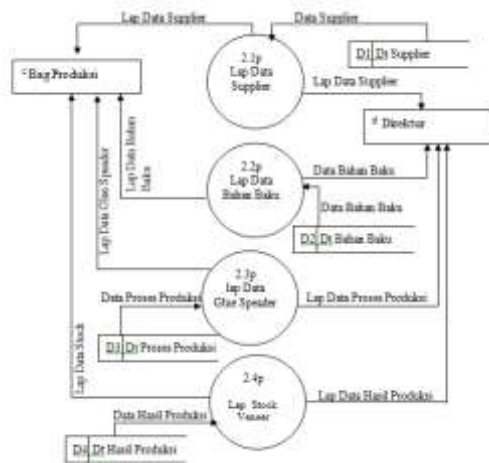 Lap Data Supplier
Data Supplier
2.1p
Lap Data
Supplier
D1 Dt Supplier
c Bag Produksi
Lap Data Supplier
d Direktur
Lap Data Bahan
Baku
2.2p
Lap Data
Bahan Baku
Data Bahan Baku
Data Bahan Baku
D2 Dt Bahan Baku
Lap Data Glue Spender
2.3p
lap Data
Glue Spender
Data Proses Produksi
Lap Data Proses Produksi
D3 Dt Proses Produksi
Lap Data Stock
2.4p
Lap Stock
Veneer
Lap Data Hasil Produksi
Data Hasil Produksi
D4 Dt Hasil Produksi